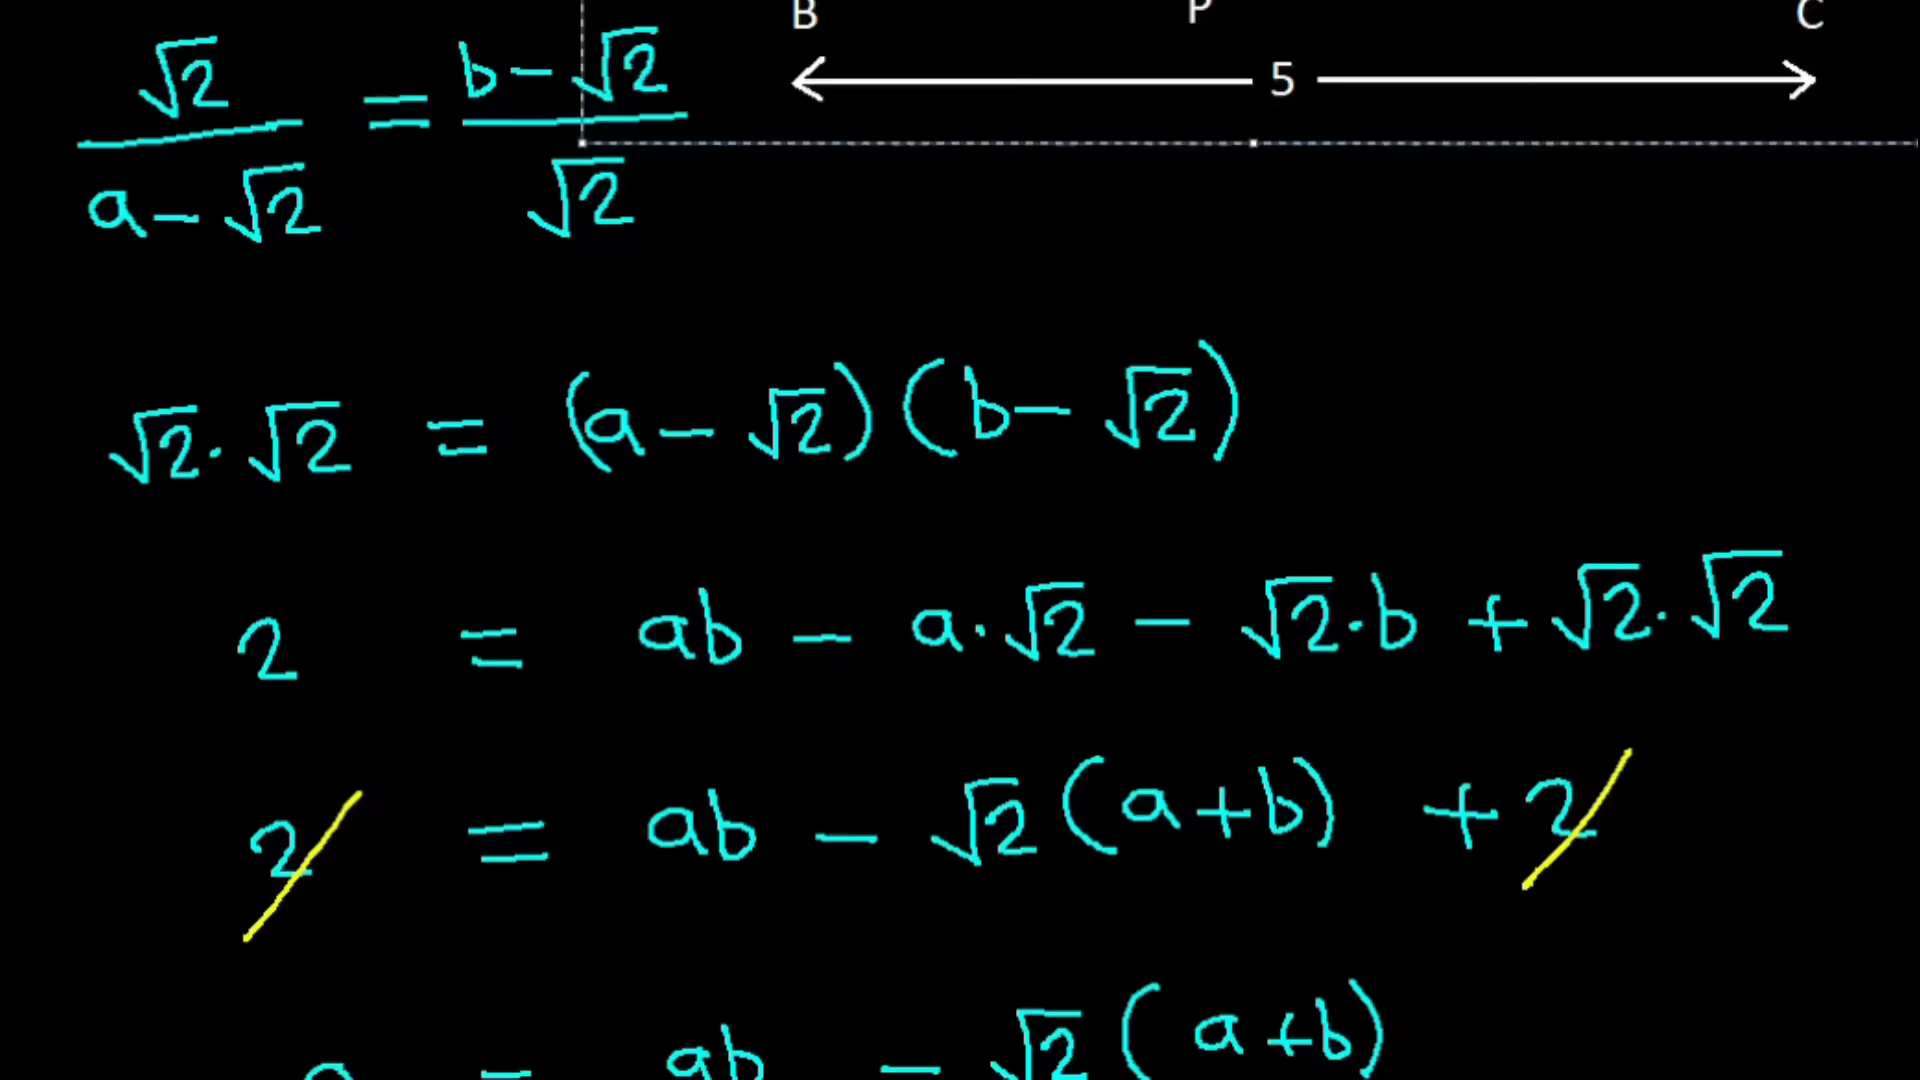 B P C
5
√2/(a-√2) = (b-√2)/√2
√2·√2 = (a-√2)(b-√2)
2 = ab - a·√2 - √2·b + √2·√2
2 = ab - √2(a+b) + 2
= ab - √2(a+b)